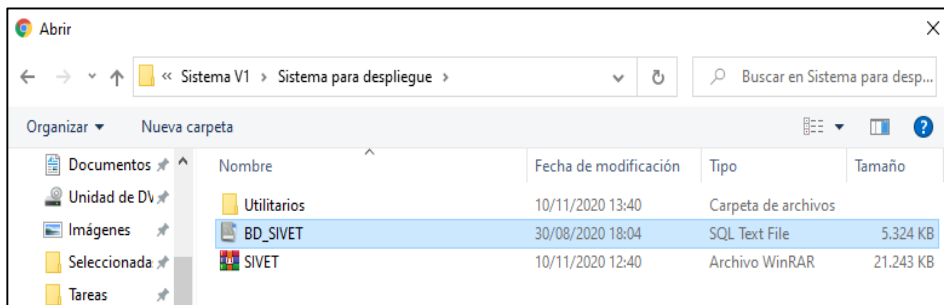 Abrir
« Sistema V1 › Sistema para despliegue ›
Buscar en Sistema para desp...
Organizar Nueva carpeta
Documentos
Unidad de DV
Imágenes
Seleccionada:
Tareas
Nombre Fecha de modificación Tipo Tamaño
Utilitarios 10/11/2020 13:40 Carpeta de archivos
BD_SIVET 30/08/2020 18:04 SQL Text File 5.324 KB
SIVET 10/11/2020 12:40 Archivo WinRAR 21.243 KB